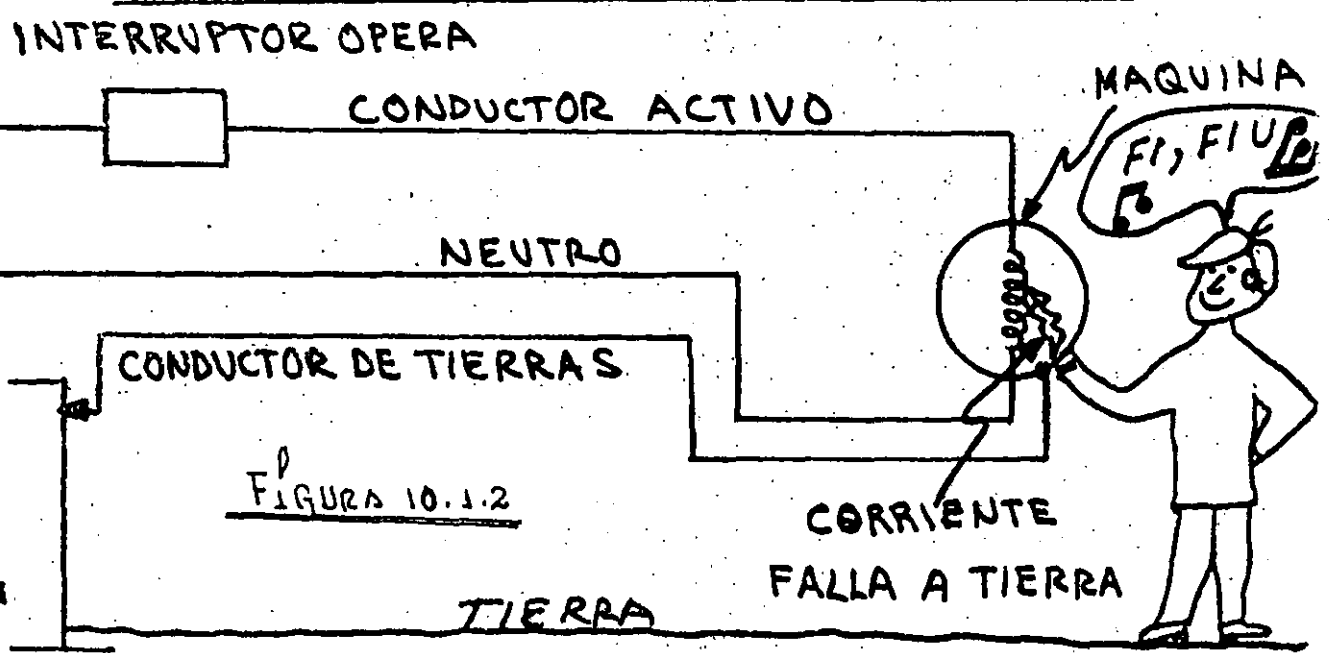 INTERRUPTOR OPERA
CONDUCTOR ACTIVO
MAQUINA
FI, FIU
NEUTRO
CONDUCTOR DE TIERRAS
FIGURA 10.1.2
CORRIENTE
FALLA A TIERRA
TIERRA